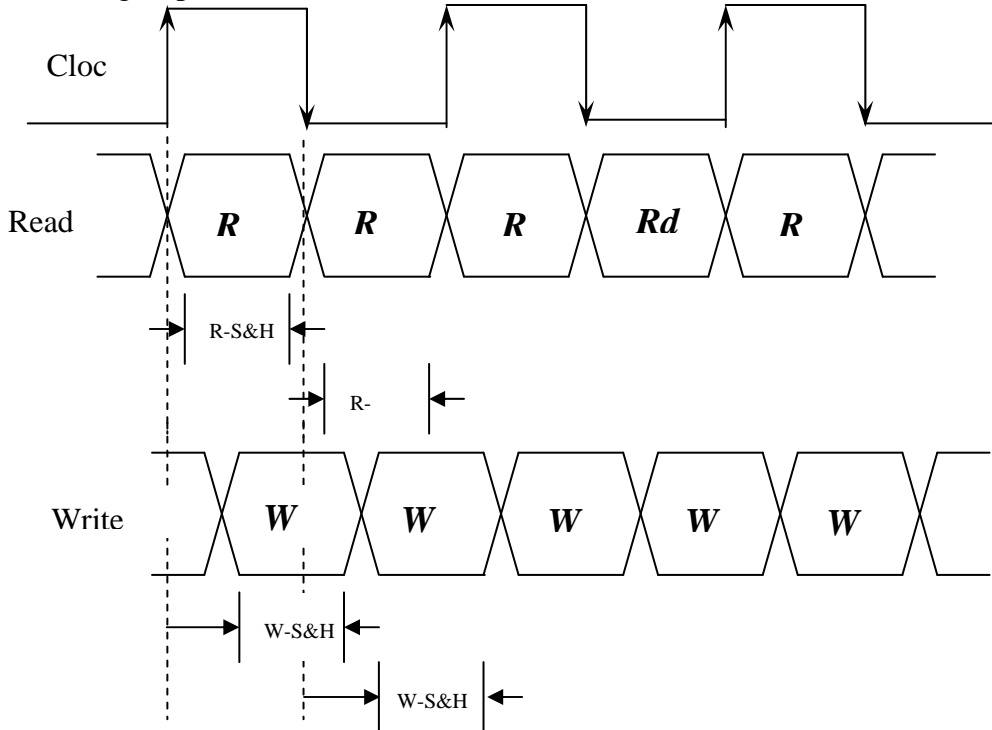 Cloc
Read R R R Rd R
R-S&H
R-
Write W W W W W
W-S&H
W-S&H